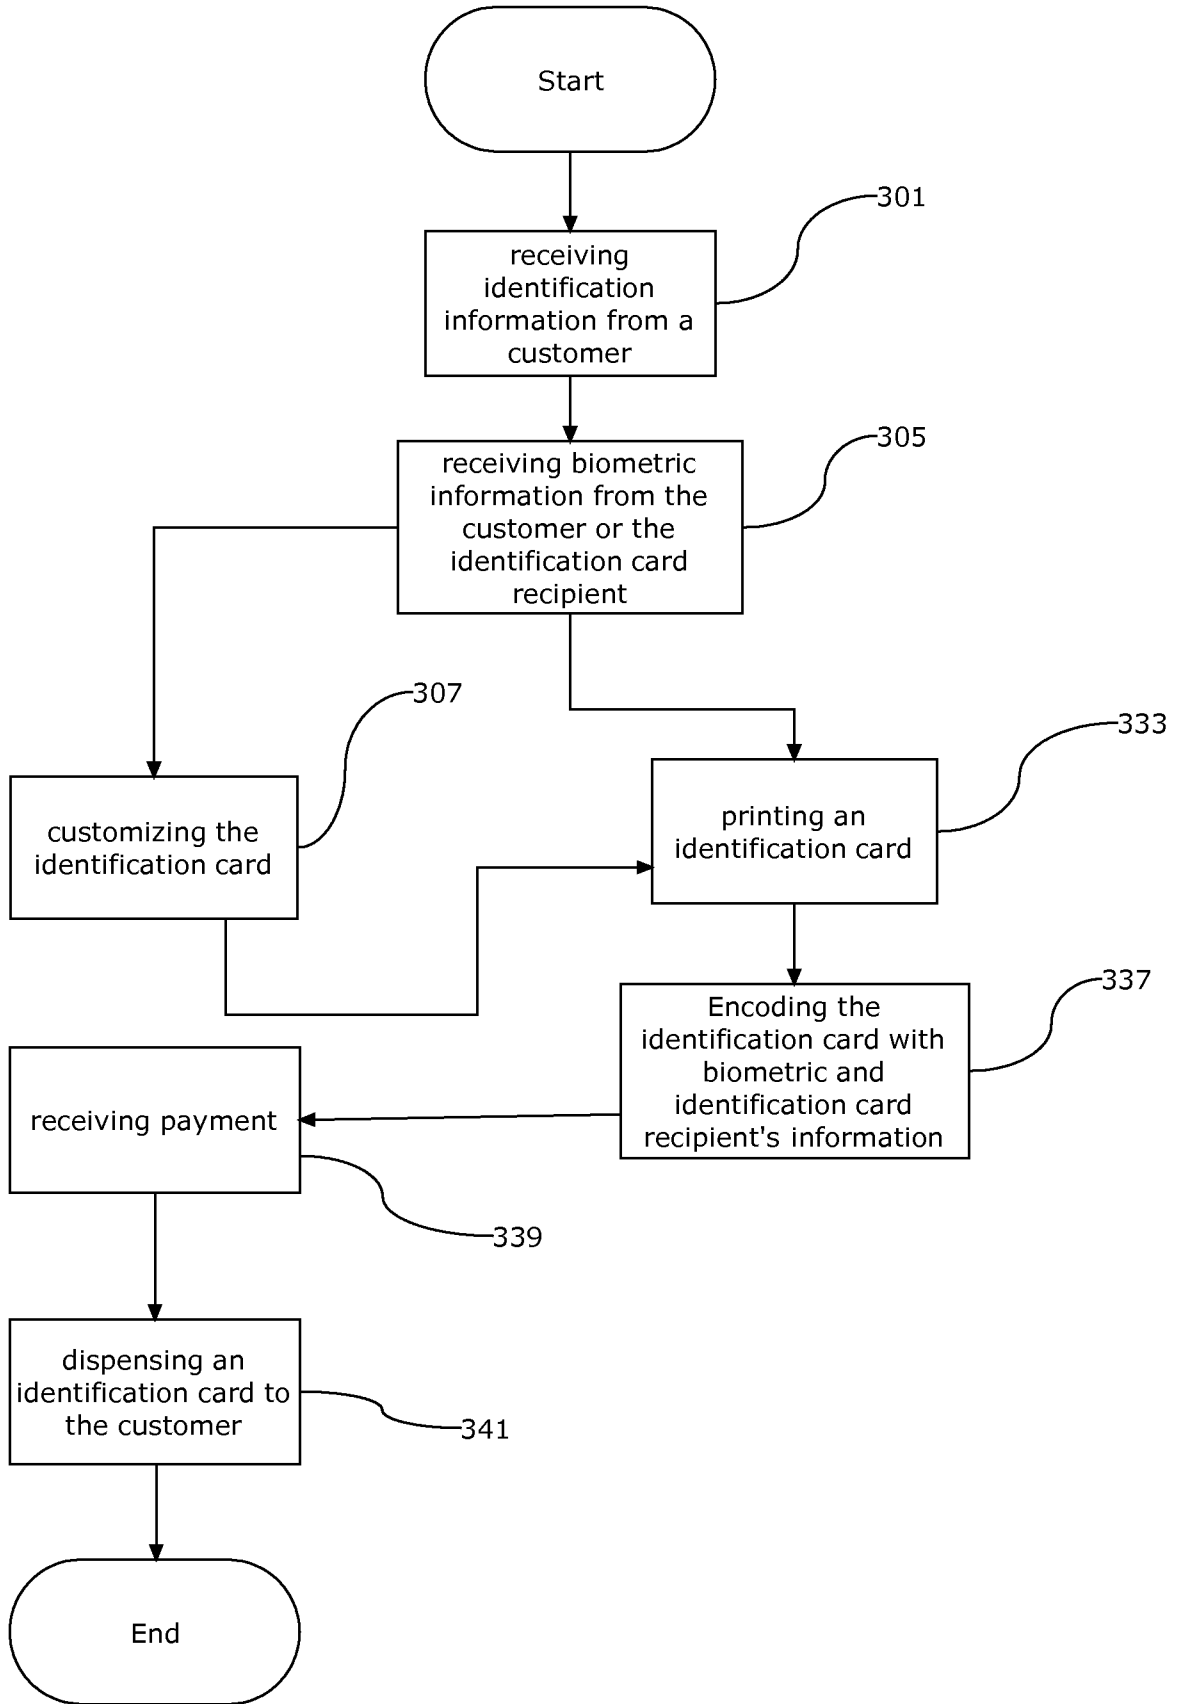 Start
301
receiving
identification
information from a
customer
305
receiving biometric
information from the
customer or the
identification card
recipient
307
333
customizing the
identification card
printing an
identification card
337
Encoding the
identification card with
biometric and
identification card
recipient's information
receiving payment
339
dispensing an
identification card to
the customer
341
End